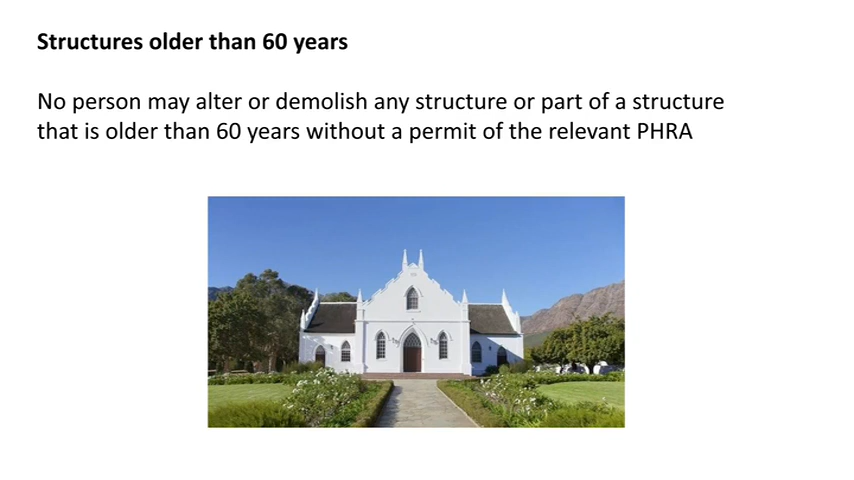 Structures older than 60 years
No person may alter or demolish any structure or part of a structure
that is older than 60 years without a permit of the relevant PHRA